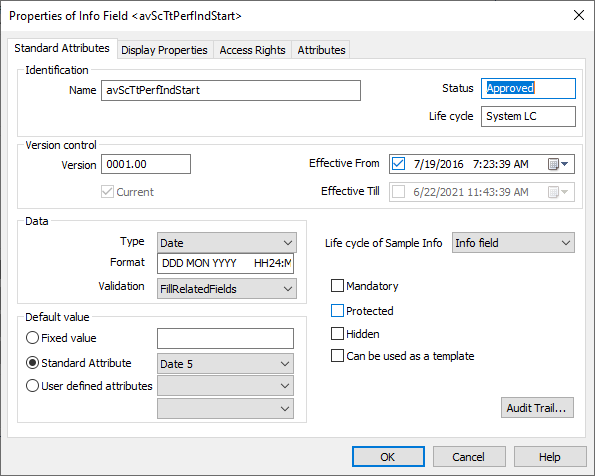 Properties of Info Field <avScTtPerfIndStart>
Standard Attributes Display Properties Access Rights Attributes
Identification
Name avScTtPerfIndStart
Status Approved
Life cycle System LC
Version control
Version 0001.00
Current
Effective From 7/19/2016 7:23:39 AM
Effective Till 6/22/2021 11:43:39 AM
Data
Type Date
Format DDD MON YYYY HH24:M
Validation FillRelatedFields
Life cycle of Sample Info Info field
Mandatory
Protected
Hidden
Can be used as a template
Default value
Fixed value
Standard Attribute Date 5
User defined attributes
Audit Trail...
OK Cancel Help